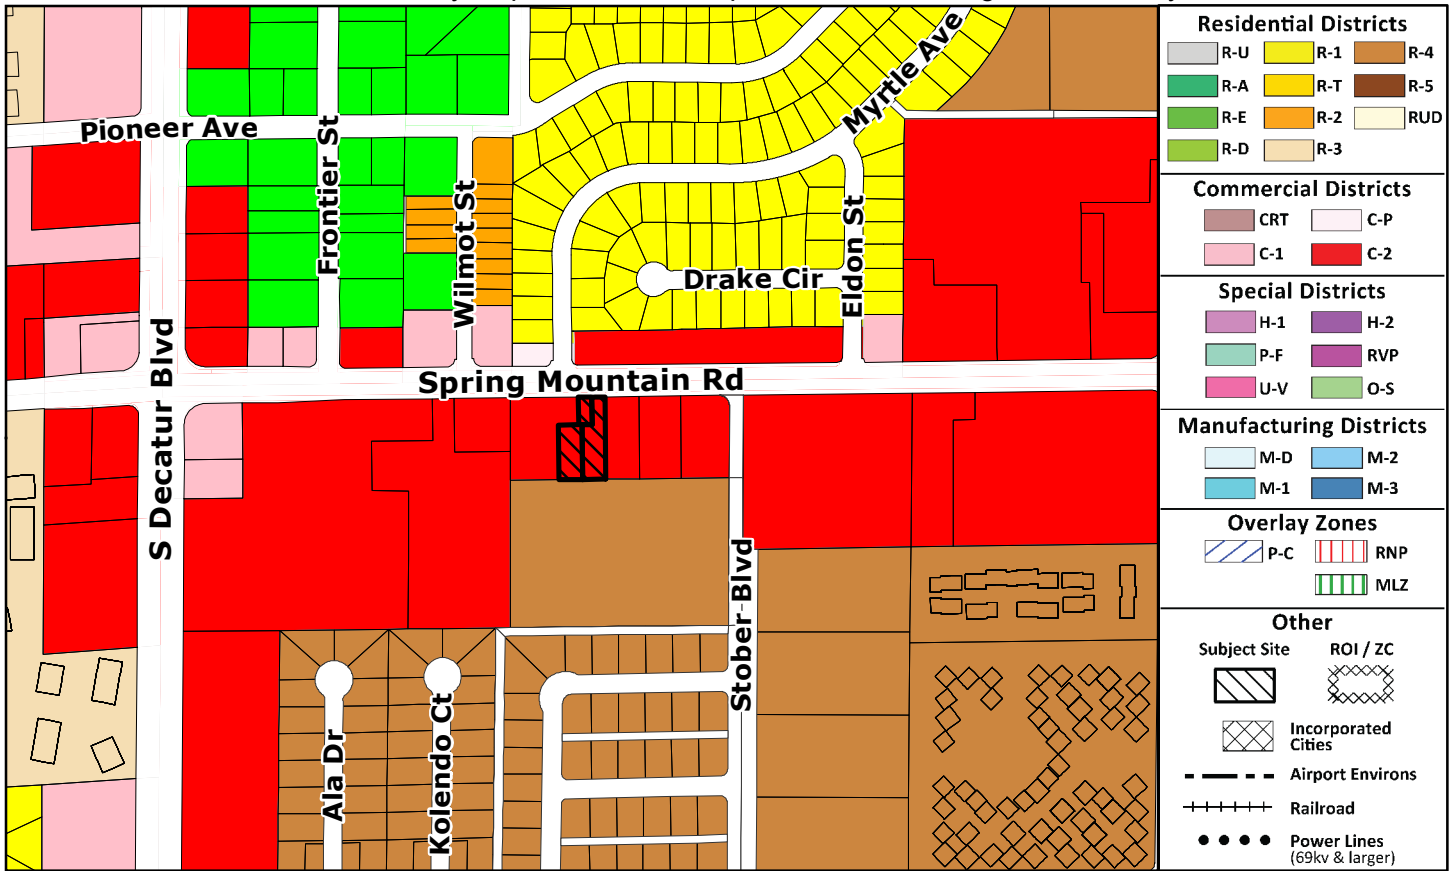 Pioneer Ave
Frontier St
Wilmot St
Myrtle Ave
Eldon St
Drake Cir
Spring Mountain Rd
S Decatur Blvd
Stober Blvd
Ala Dr
Kolendo Ct
Residential Districts
R-U R-1 R-4
R-A R-T R-5
R-E R-2 RUD
R-D R-3
Commercial Districts
CRT C-P
C-1 C-2
Special Districts
H-1 H-2
P-F RVP
U-V O-S
Manufacturing Districts
M-D M-2
M-1 M-3
Overlay Zones
P-C RNP
MLZ
Other
Subject Site ROI / ZC
Incorporated
Cities
Airport Environs
Railroad
Power Lines
(69kv & larger)